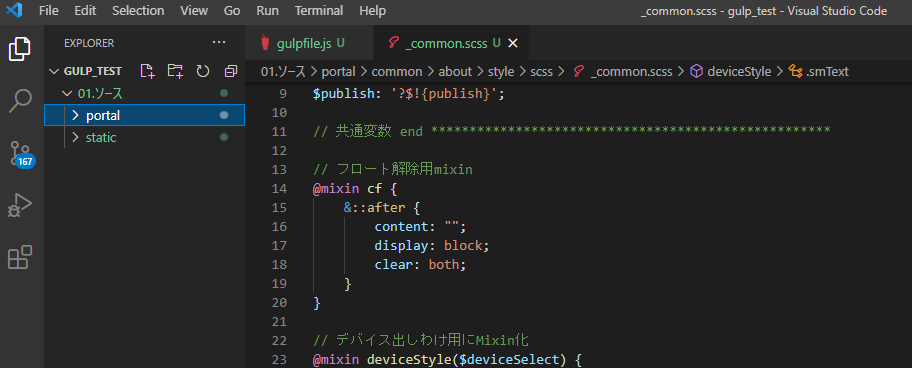 File Edit Selection View Go Run Terminal Help _common.scss - gulp_test - Visual Studio Code
EXPLORER ···
gulpfile.js U
_common.scss U
GULP_TEST
01.ソース > portal > common > about > style > scss > _common.scss > deviceStyle > .smText
01.ソース
portal
static
167
9 $publish: '?$!{publish}';
10
11 // 共通変数 end ****************************************************
12
13 // フロート解除用mixin
14 @mixin cf {
15 &::after {
16 content: "";
17 display: block;
18 clear: both;
19 }
20 }
21
22 // デバイス出しわけ用にMixin化
23 @mixin deviceStyle($deviceSelect) {